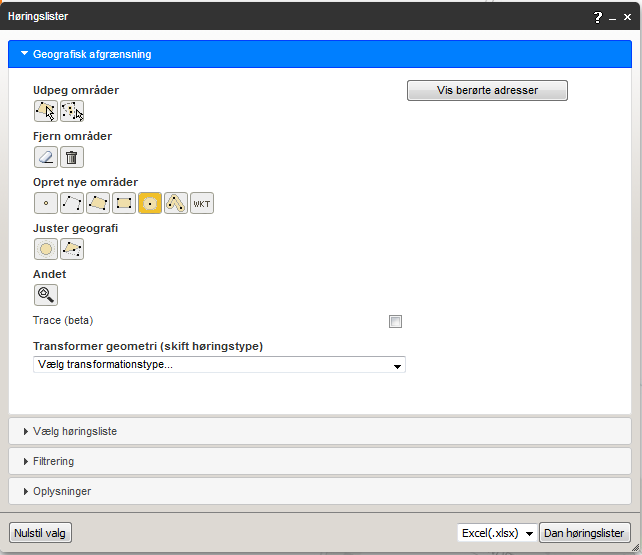 Høringslister
Geografisk afgrænsning
Udpeg områder
Vis berørte adresser
Fjern områder
Opret nye områder
WKT
Juster geografi
Andet
Trace (beta)
Transformer geometri (skift høringstype)
Vælg transformationstype...
Vælg høringsliste
Filtrering
Oplysninger
Nulstil valg
Excel(.xlsx)
Dan høringslister